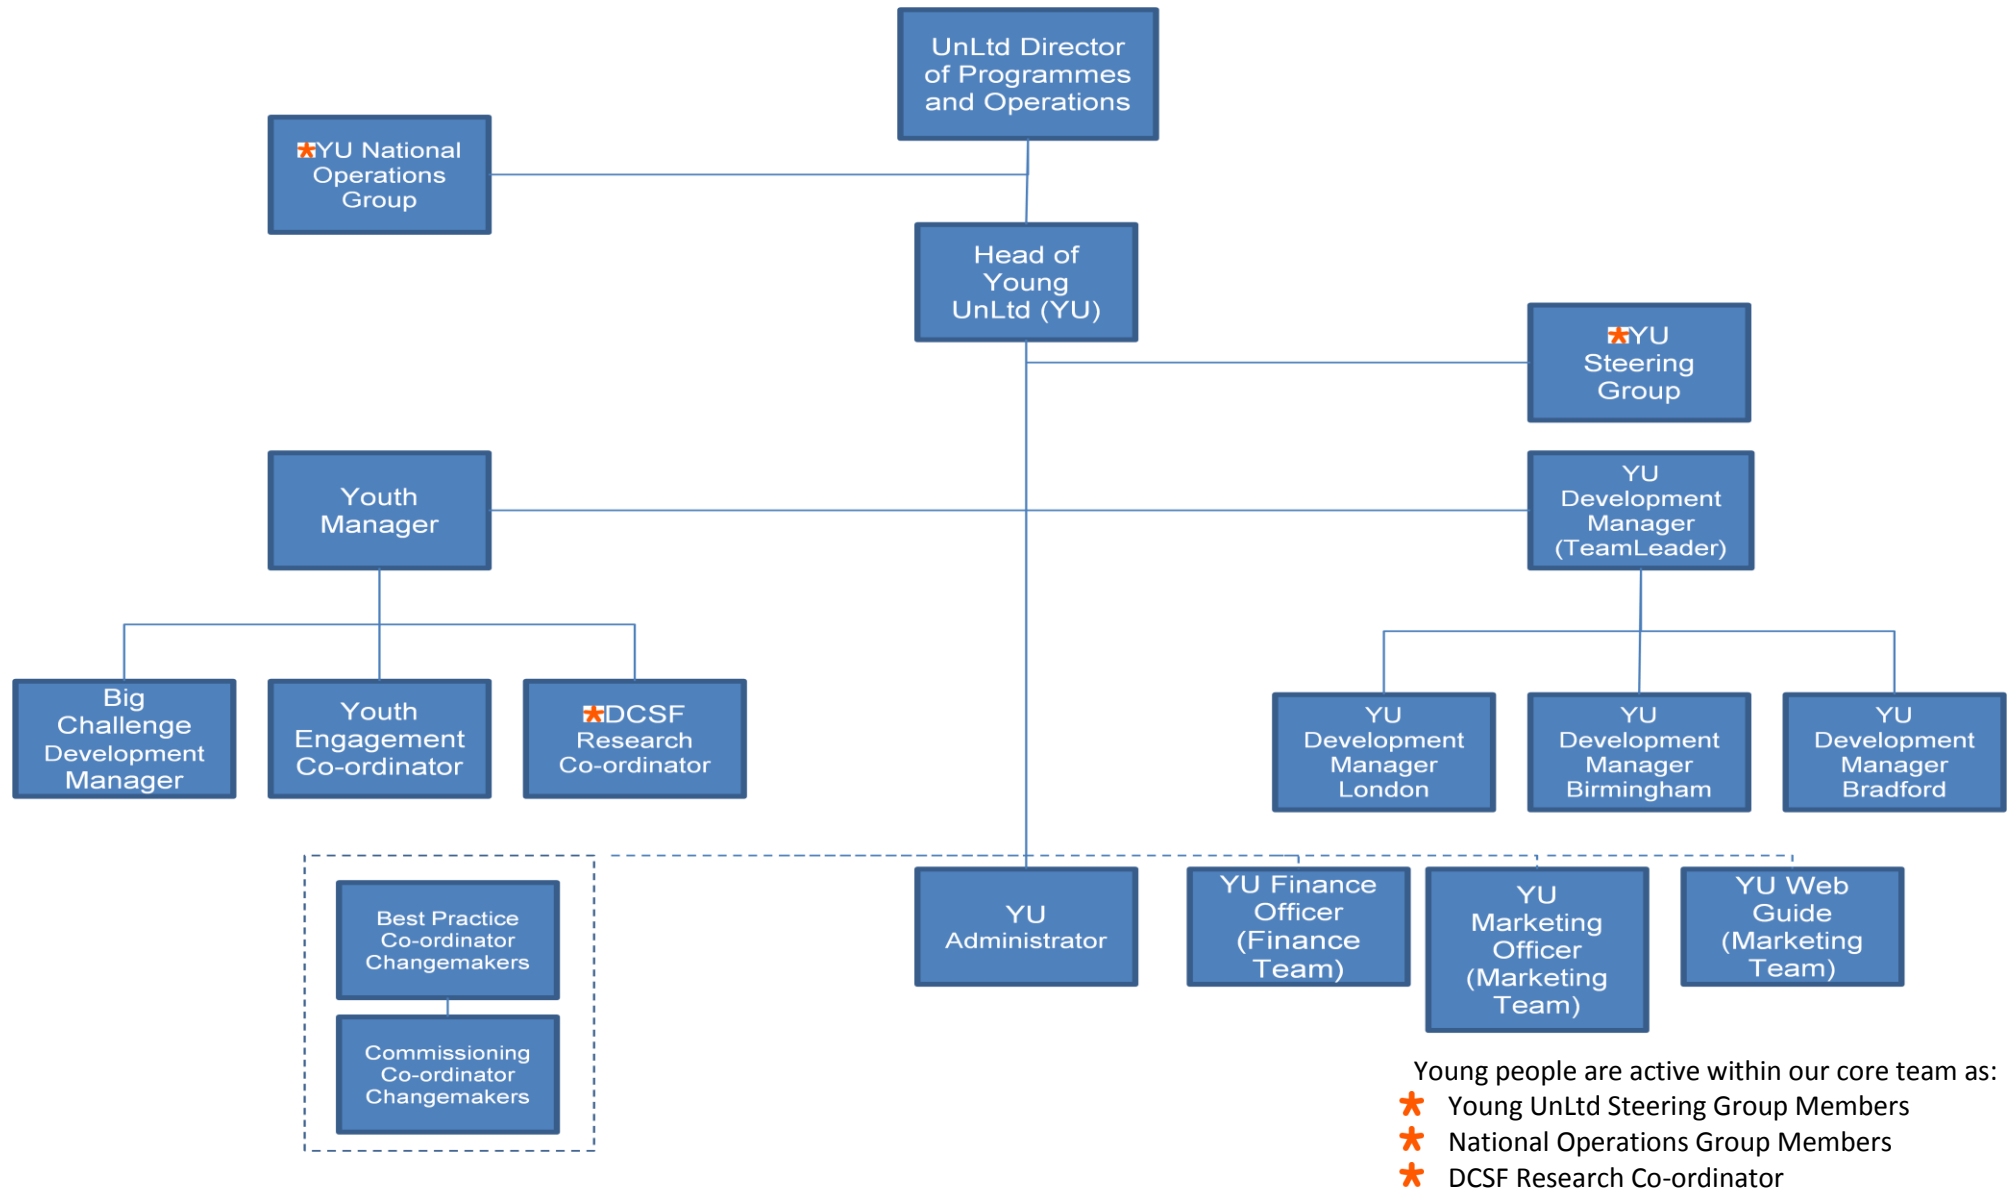 UnLtd Director
of Programmes
and Operations
YU National
Operations
Group
Head of
Young
UnLtd (YU)
YU
Steering
Group
Youth
Manager
YU
Development
Manager
(TeamLeader)
Big
Challenge
Development
Manager
Youth
Engagement
Co-ordinator
DCSF
Research
Co-ordinator
YU
Development
Manager
London
YU
Development
Manager
Birmingham
YU
Development
Manager
Bradford
Best Practice
Co-ordinator
Changemakers
Commissioning
Co-ordinator
Changemakers
YU
Administrator
YU Finance
Officer
(Finance
Team)
YU
Marketing
Officer
(Marketing
Team)
YU Web
Guide
(Marketing
Team)
Young people are active within our core team as:
Young UnLtd Steering Group Members
National Operations Group Members
DCSF Research Co-ordinator